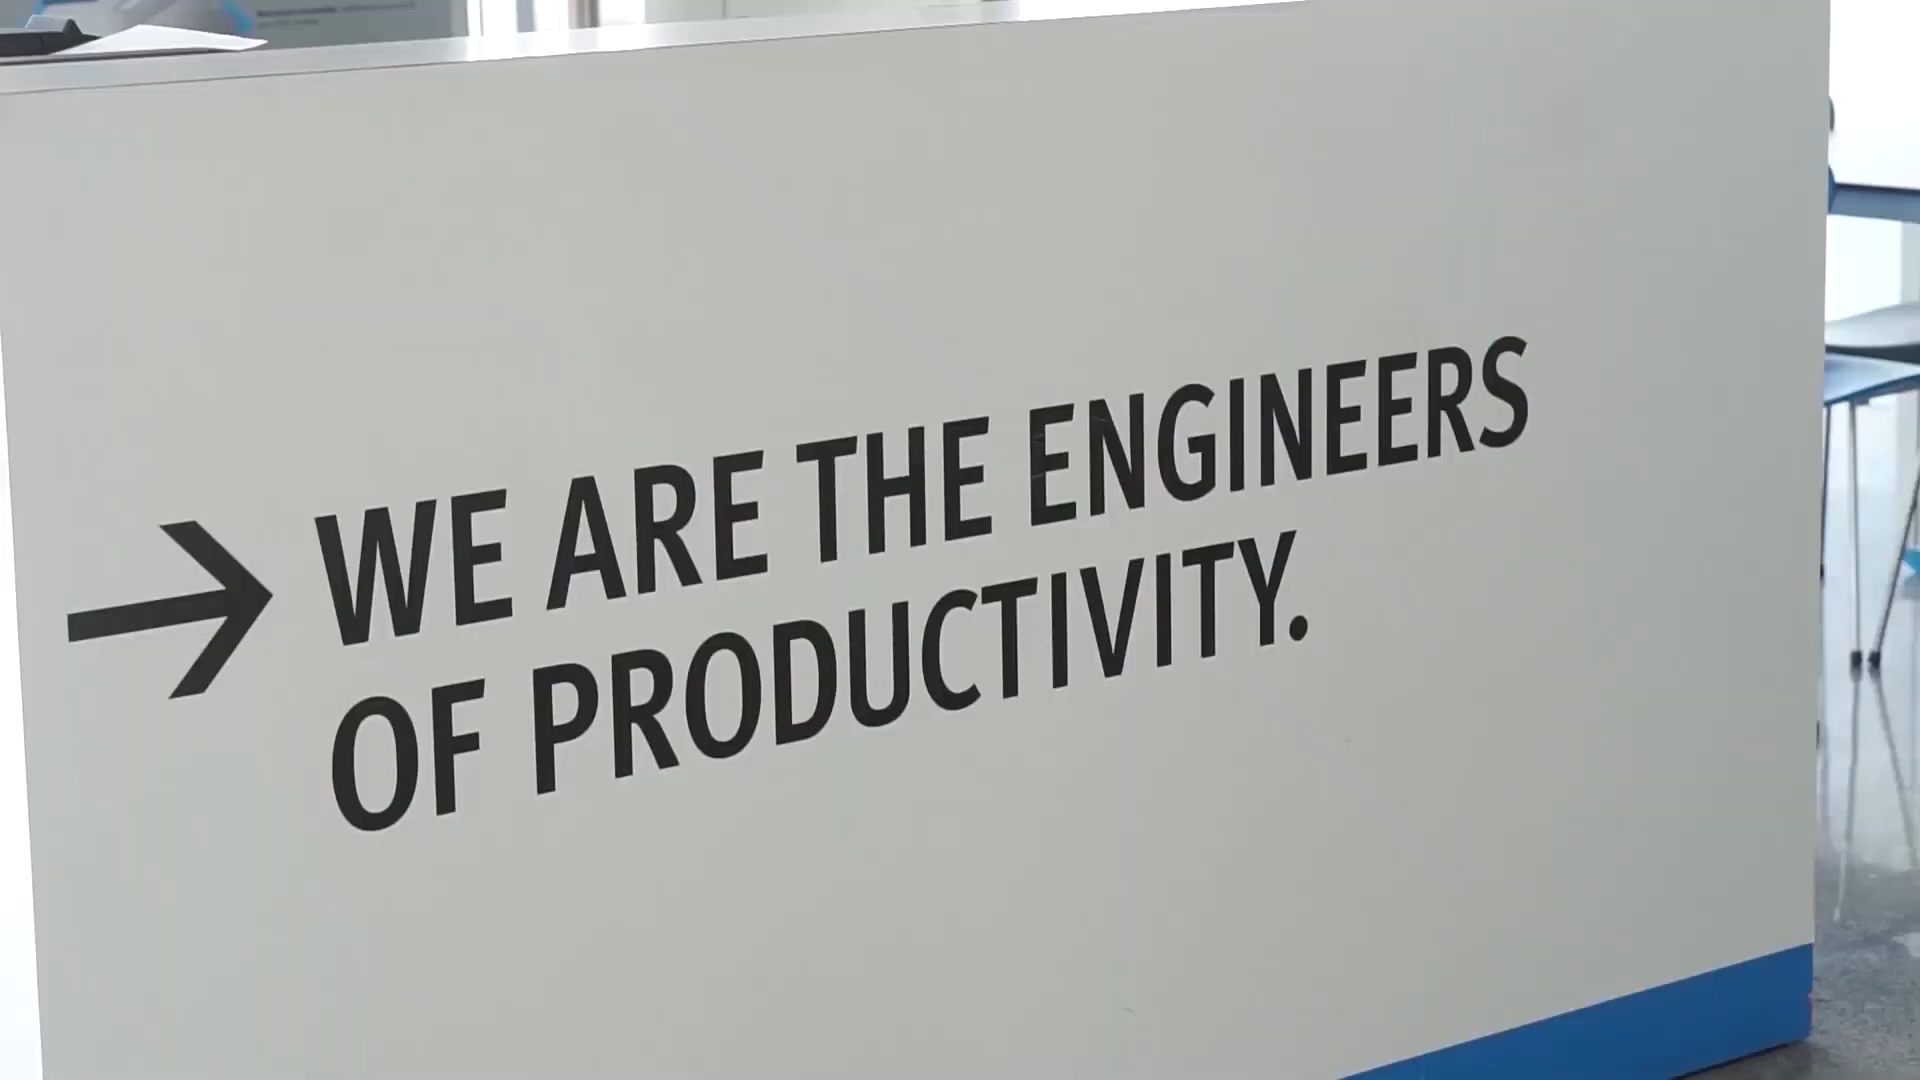 → WE ARE THE ENGINEERS
OF PRODUCTIVITY.